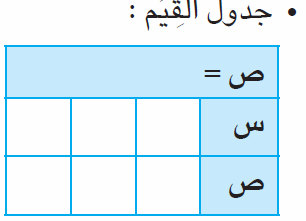 • جدول القِيَم :
ص =
س
ص